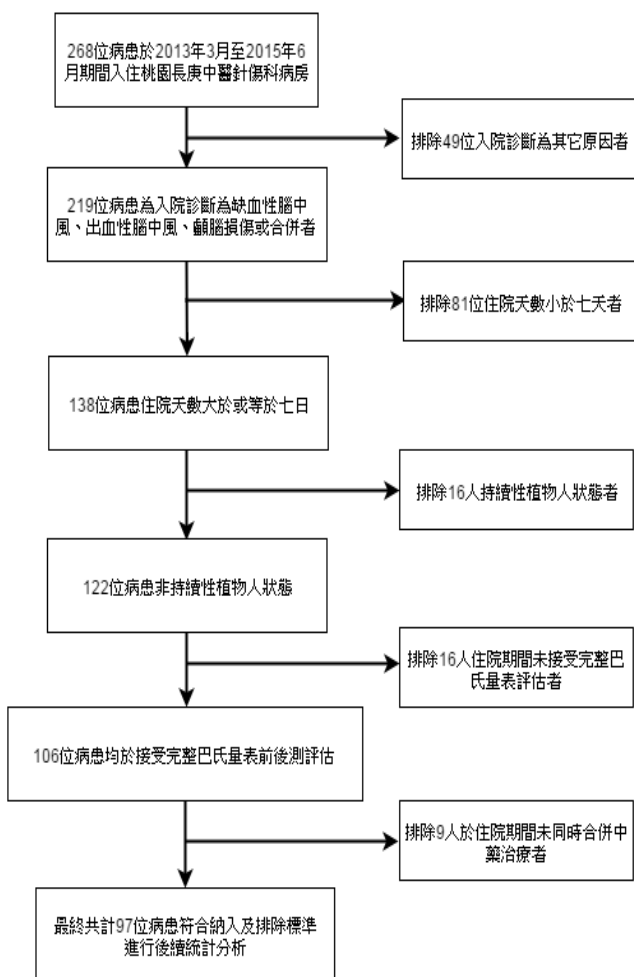 268位病患於2013年3月至2015年6
月期間入住桃園長庚中醫針傷科病房
排除49位入院診斷為其它原因者
219位病患為入院診斷為缺血性腦中
風、出血性腦中風、顱腦損傷或合併者
排除81位住院天數小於七天者
138位病患住院天數大於或等於七日
排除16人持續性植物人狀態者
122位病患非持續性植物人狀態
排除16人住院期間未接受完整巴
氏量表評估者
106位病患均於接受完整巴氏量表前後測評估
排除9人於住院期間未同時合併中
藥治療者
最終共計97位病患符合納入及排除標準
進行後續統計分析